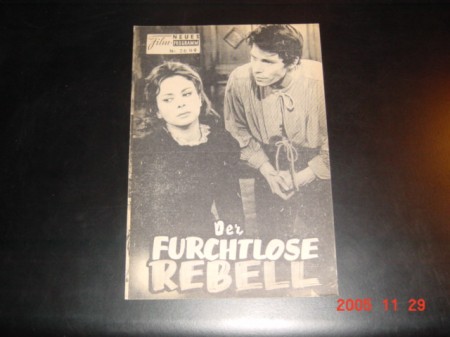 Film
NEUES
PROGRAMM
Der
FURCHTLOSE
REBELL
2005 11 29